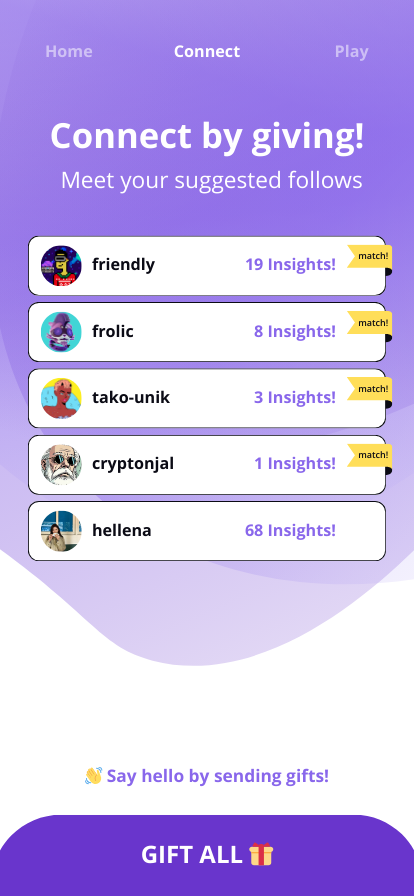 Home Connect Play
Connect by giving!
Meet your suggested follows
friendly 19 Insights! match!
frolic 8 Insights! match!
tako-unik 3 Insights! match!
cryptonjal 1 Insights! match!
hellena 68 Insights!
👋 Say hello by sending gifts!
GIFT ALL 🎁